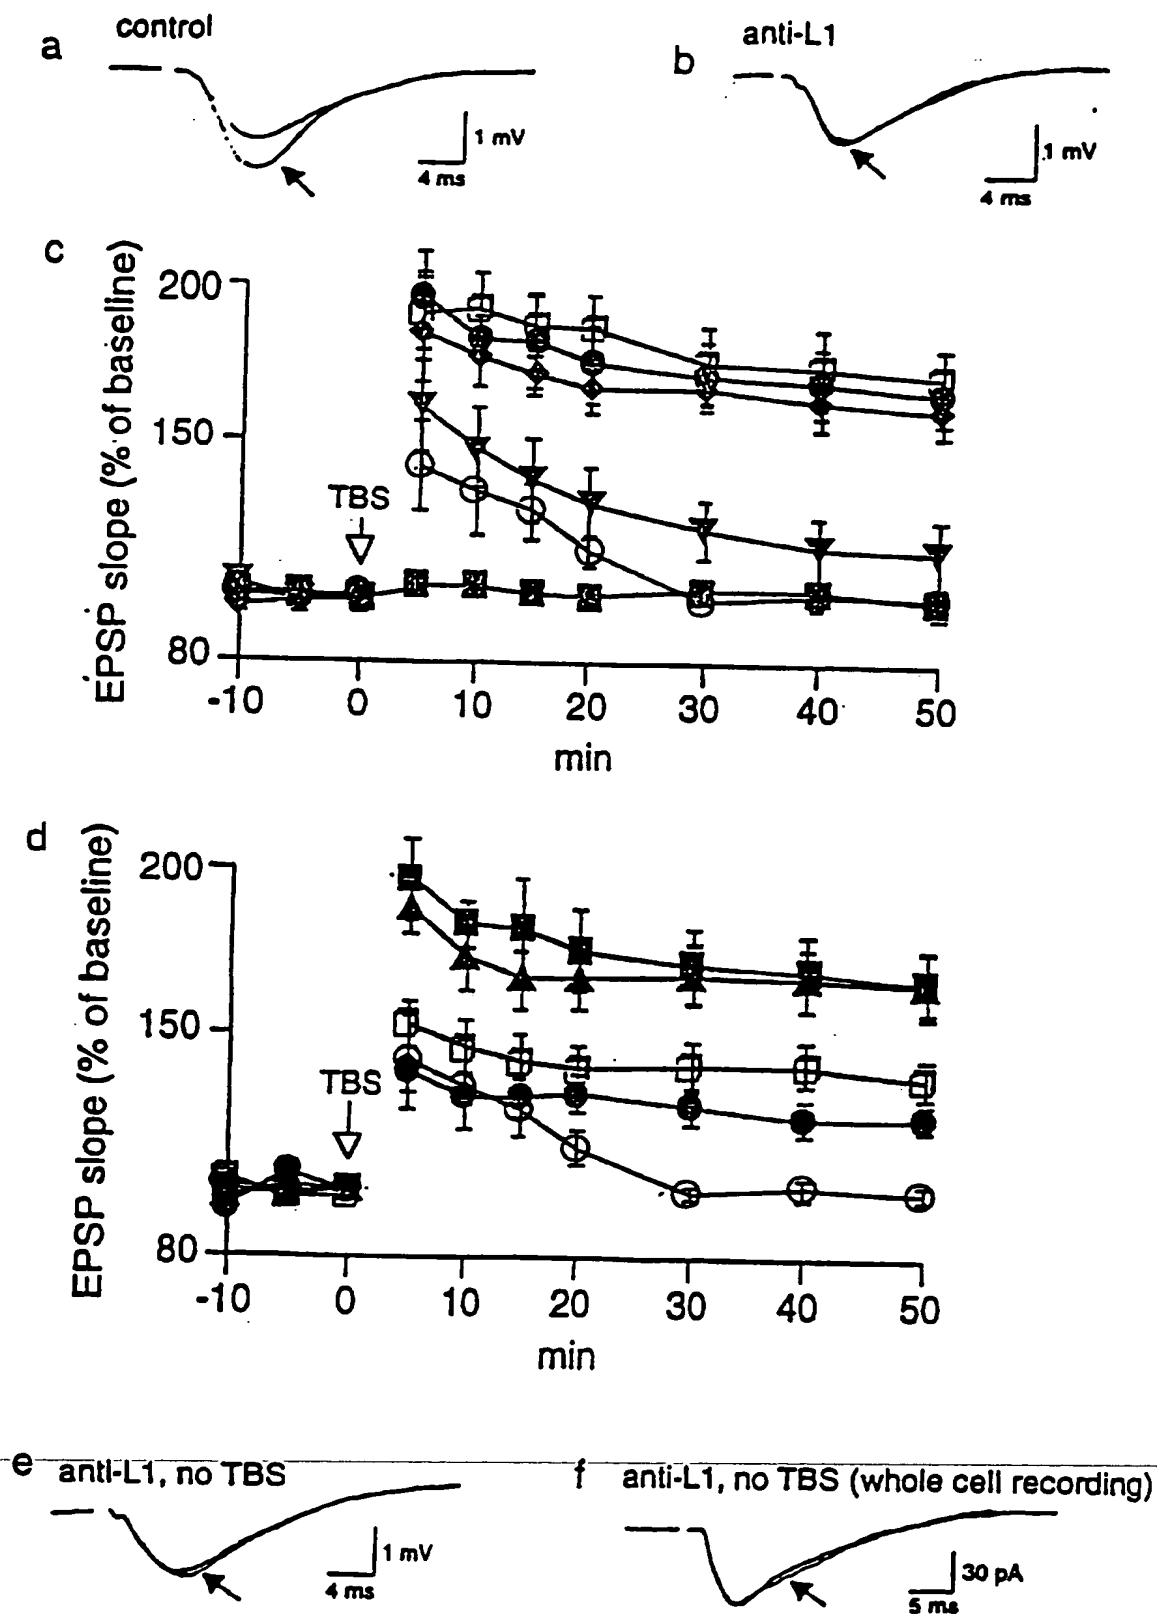 a control
b anti-L1
1 mV
4 ms
1 mV
4 ms
c
EPSP slope (% of baseline)
200
150
80
TBS
-10 0 10 20 30 40 50
min
d
EPSP slope (% of baseline)
200
150
80
TBS
-10 0 10 20 30 40 50
min
e anti-L1, no TBS
1 mV
4 ms
f anti-L1, no TBS (whole cell recording)
30 pA
5 ms